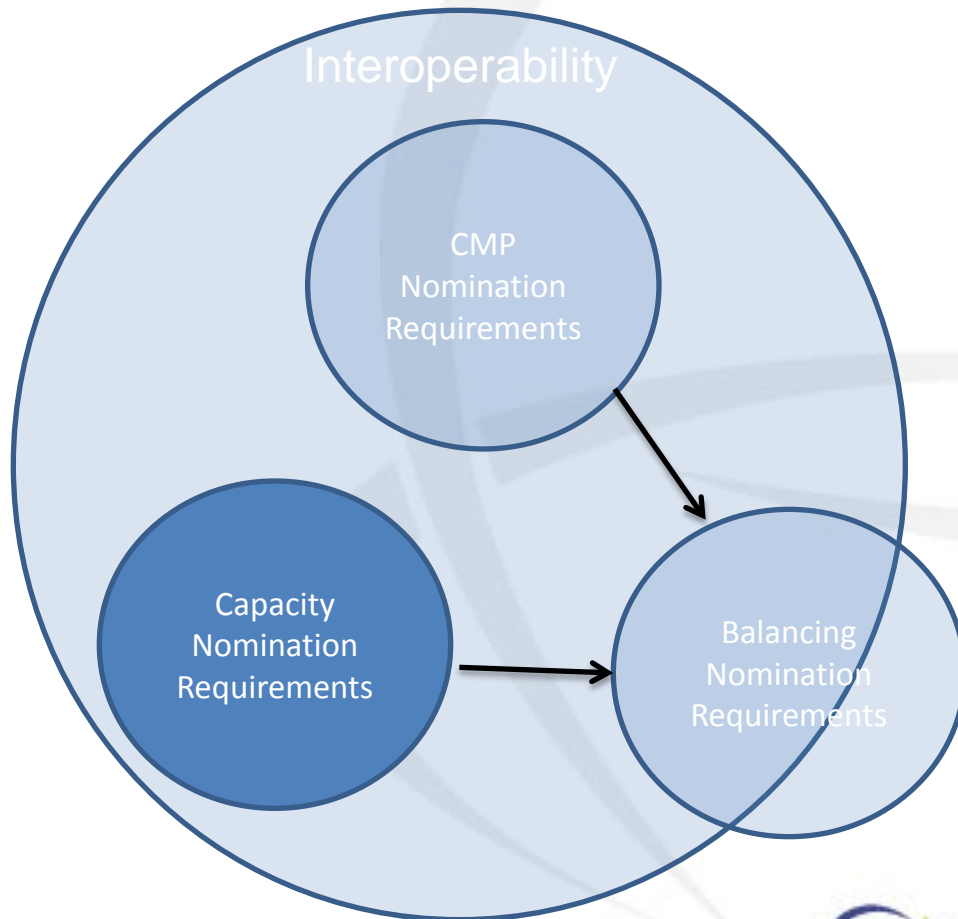 Interoperability
CMP
Nomination
Requirements
Capacity
Nomination
Requirements
Balancing
Nomination
Requirements